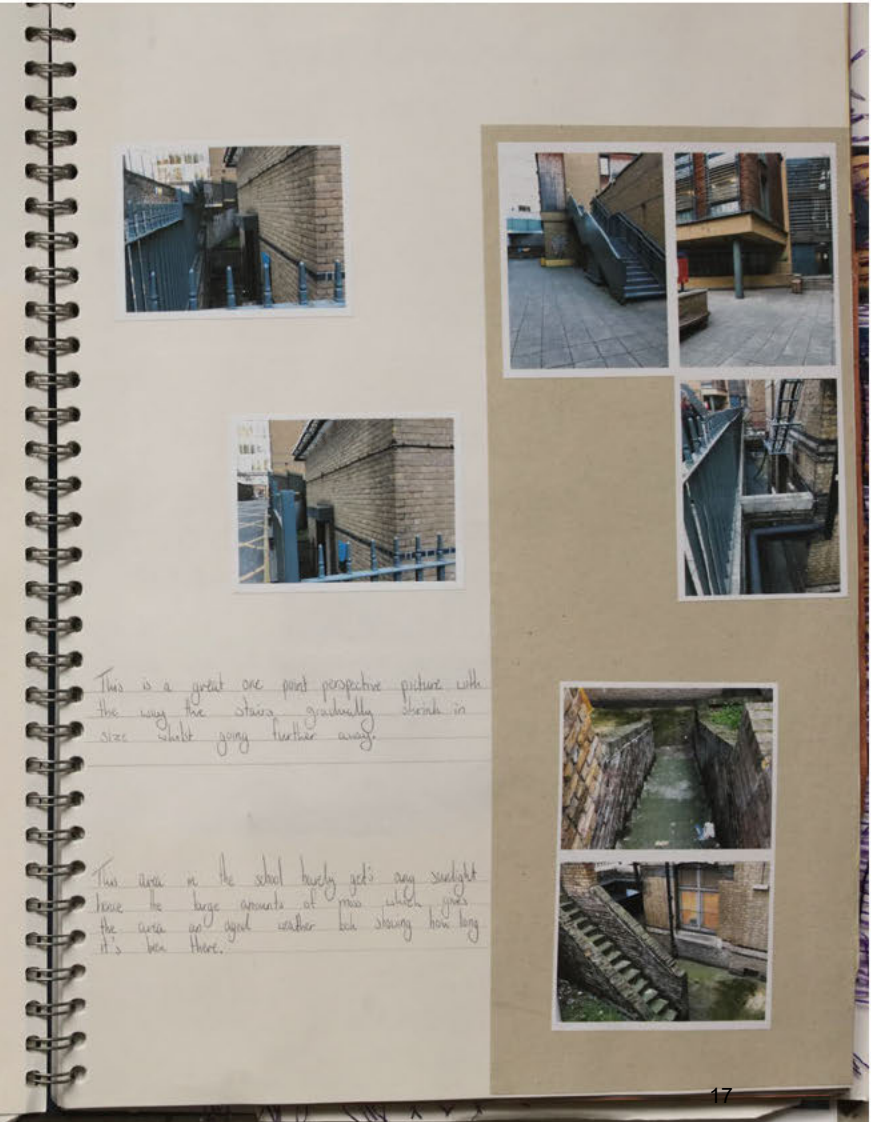 This is a great one point perspective picture with
the way the stairs gradually shrink in
size whilst going further away.
This area in the school barely get's any sunlight
hence the large amounts of moss which gives
the area an aged weather look showing how long
it's been there.
17